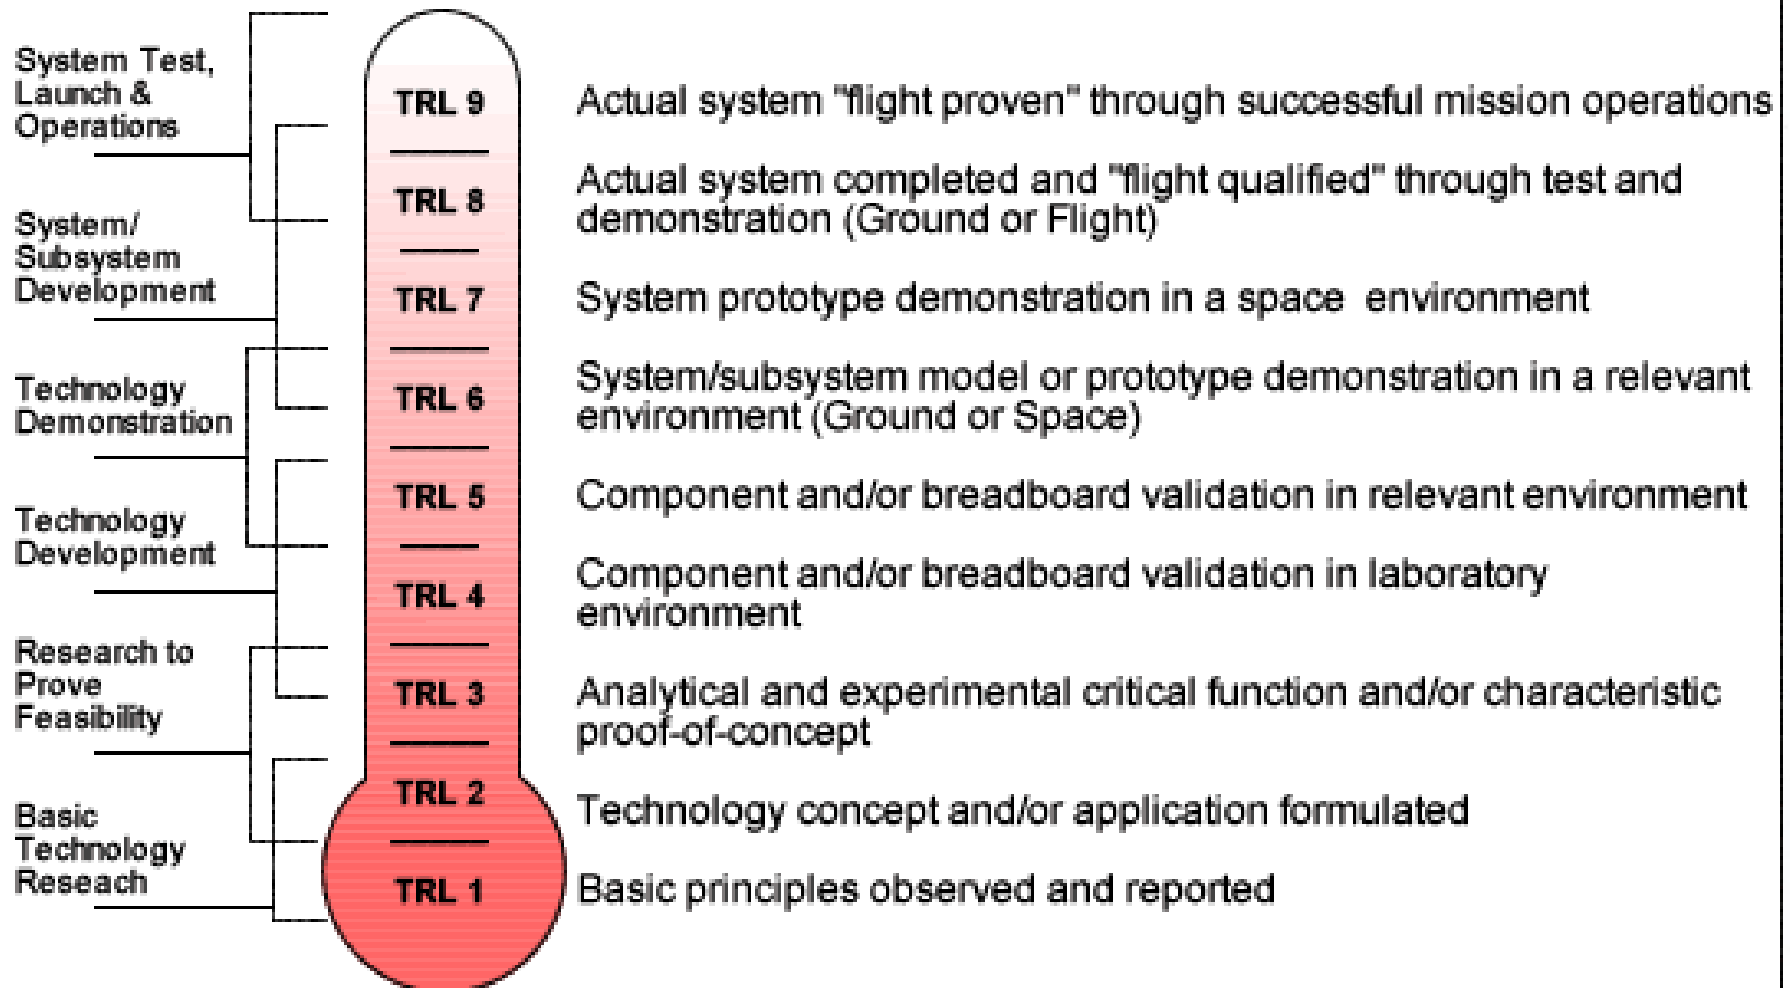 System Test,
Launch &
Operations
System/
Subsystem
Development
Technology
Demonstration
Technology
Development
Research to
Prove
Feasibility
Basic
Technology
Reseach
TRL 9
TRL 8
TRL 7
TRL 6
TRL 5
TRL 4
TRL 3
TRL 2
TRL 1
Actual system "flight proven" through successful mission operations
Actual system completed and "flight qualified" through test and
demonstration (Ground or Flight)
System prototype demonstration in a space environment
System/subsystem model or prototype demonstration in a relevant
environment (Ground or Space)
Component and/or breadboard validation in relevant environment
Component and/or breadboard validation in laboratory
environment
Analytical and experimental critical function and/or characteristic
proof-of-concept
Technology concept and/or application formulated
Basic principles observed and reported